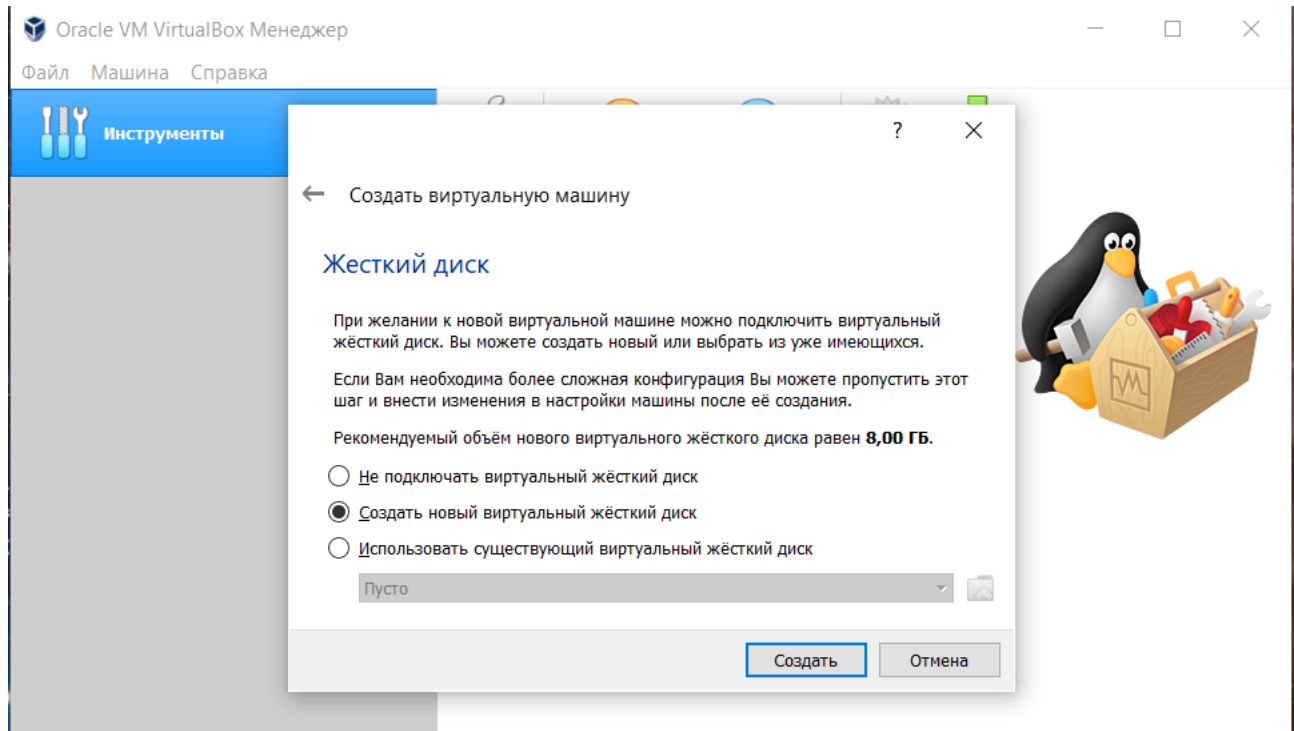 Oracle VM VirtualBox Менеджер
Файл Машина Справка
Инструменты
?
Создать виртуальную машину
Жесткий диск
При желании к новой виртуальной машине можно подключить виртуальный
жёсткий диск. Вы можете создать новый или выбрать из уже имеющихся.
Если Вам необходима более сложная конфигурация Вы можете пропустить этот
шаг и внести изменения в настройки машины после её создания.
Рекомендуемый объём нового виртуального жёсткого диска равен 8,00 ГБ.
Не подключать виртуальный жёсткий диск
Создать новый виртуальный жёсткий диск
Использовать существующий виртуальный жёсткий диск
Пусто
Создать
Отмена